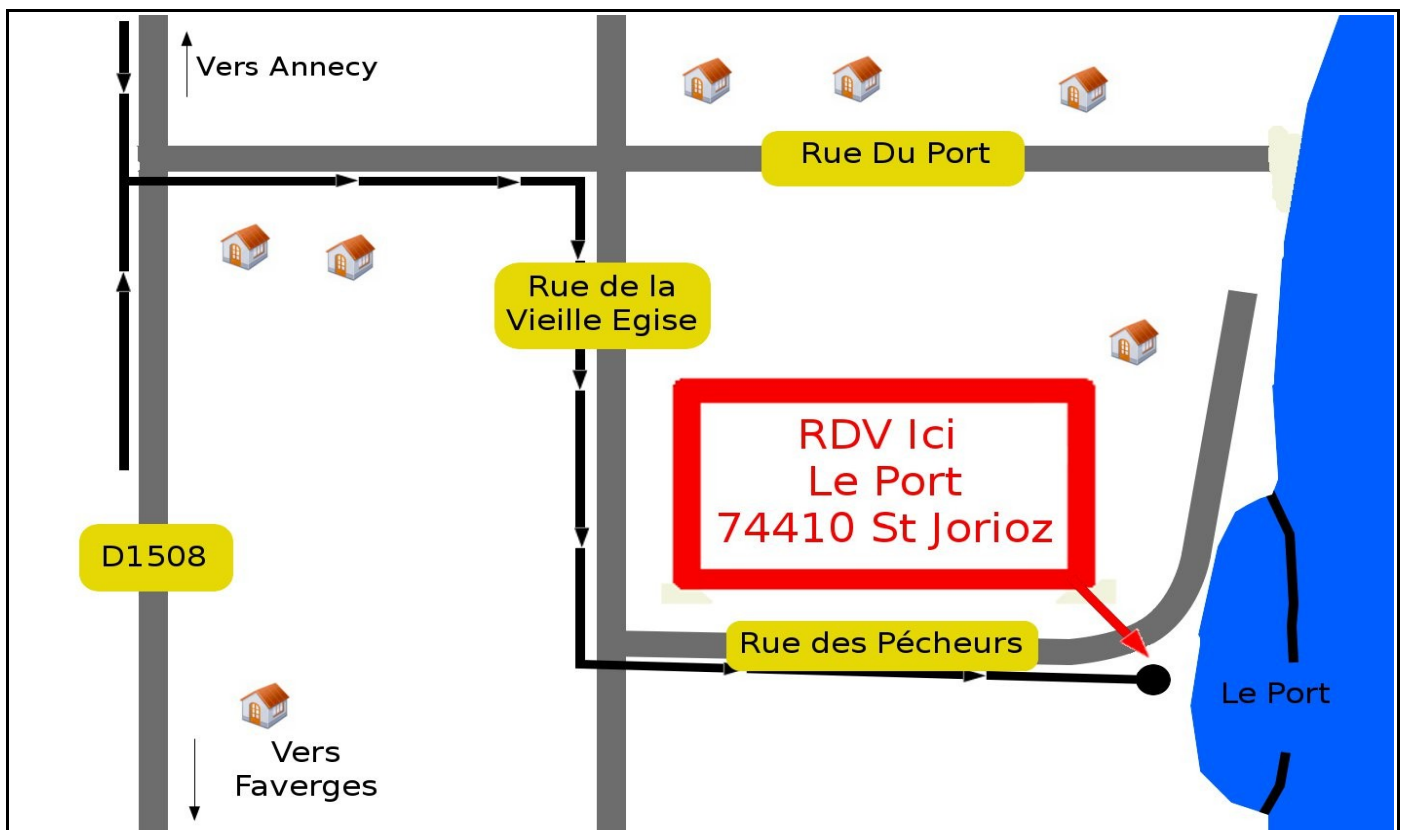 Vers Annecy
Rue Du Port
Rue de la
Vieille Egise
RDV Ici
Le Port
74410 St Jorioz
D1508
Rue des Pécheurs
Le Port
Vers
Faverges